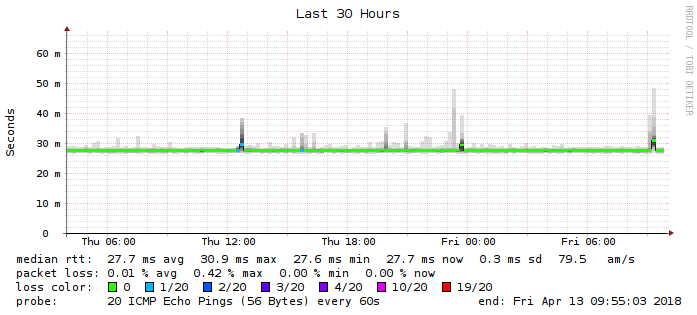 Last 30 Hours
RRDTOOL / TOBI OETIKER
Seconds
60 m
50 m
40 m
30 m
20 m
10 m
0
Thu 06:00 Thu 12:00 Thu 18:00 Fri 00:00 Fri 06:00
median rtt: 27.7 ms avg 30.9 ms max 27.6 ms min 27.7 ms now 0.3 ms sd 79.5 am/s
packet loss: 0.01 % avg 0.42 % max 0.00 % min 0.00 % now
loss color: 0 1/20 2/20 3/20 4/20 10/20 19/20
probe: 20 ICMP Echo Pings (56 Bytes) every 60s end: Fri Apr 13 09:55:03 2018